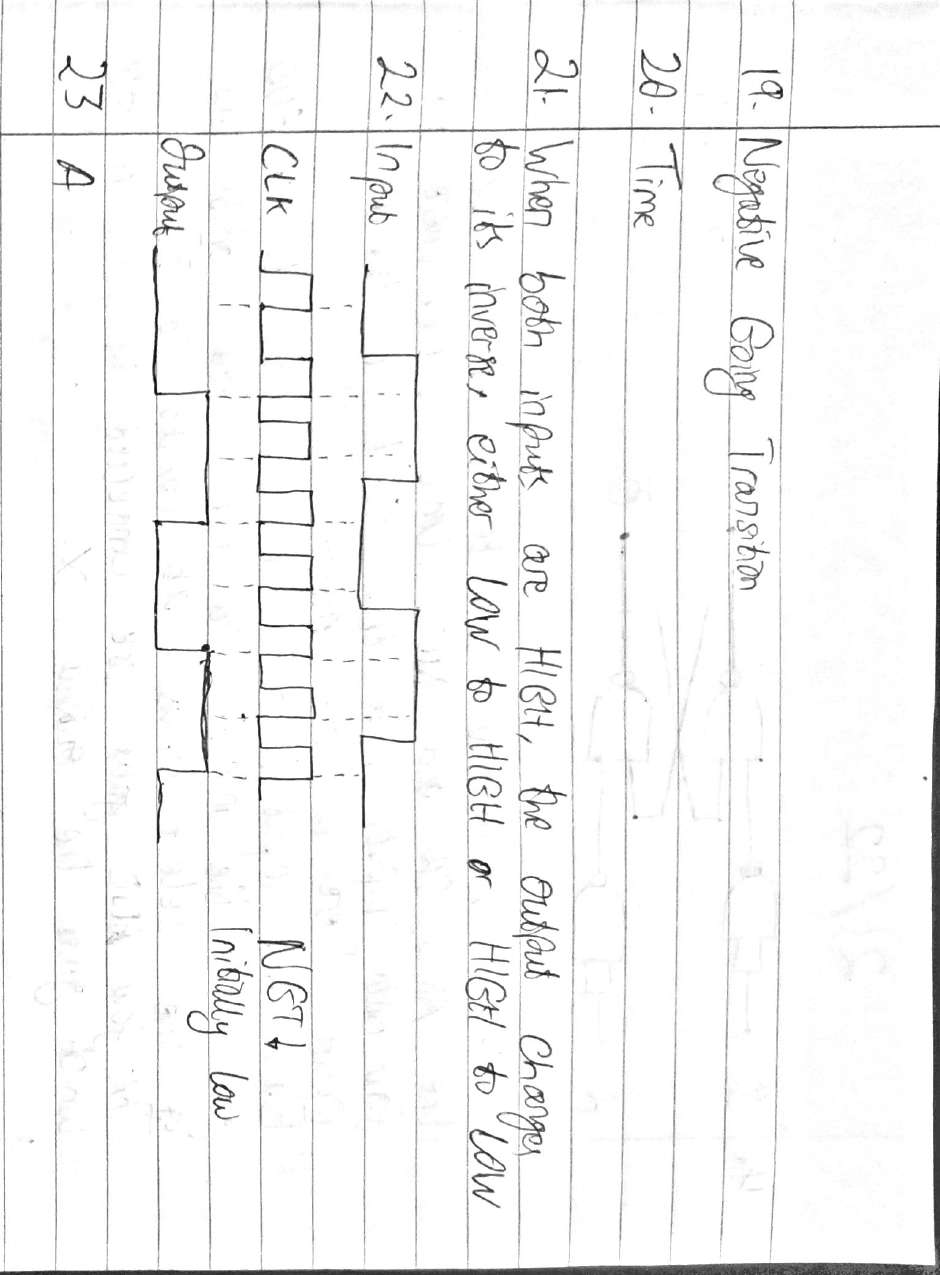 19. Negative Going Transition
20. Time
21. When both inputs are HIGH, the output Changes
to its inverse, either LOW to HIGH or HIGH to LOW
22. Input
CLK NGT ↓
Initially Low
Output
23 A